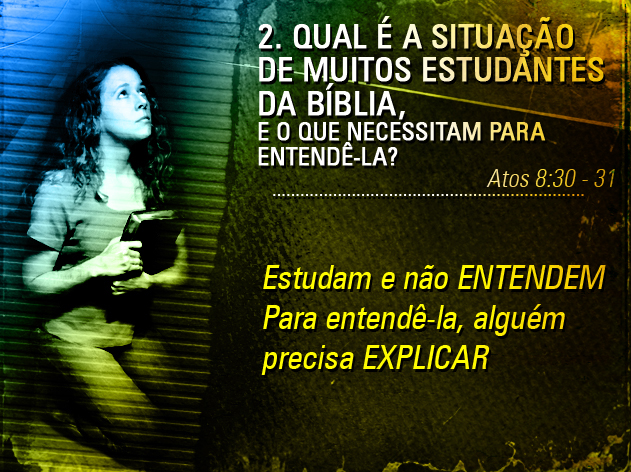 2. QUAL É A SITUAÇÃO
DE MUITOS ESTUDANTES
DA BÍBLIA,
E O QUE NECESSITAM PARA
ENTENDÊ-LA?
Atos 8:30 - 31
Estudam e não ENTENDEM
Para entendê-la, alguém
precisa EXPLICAR